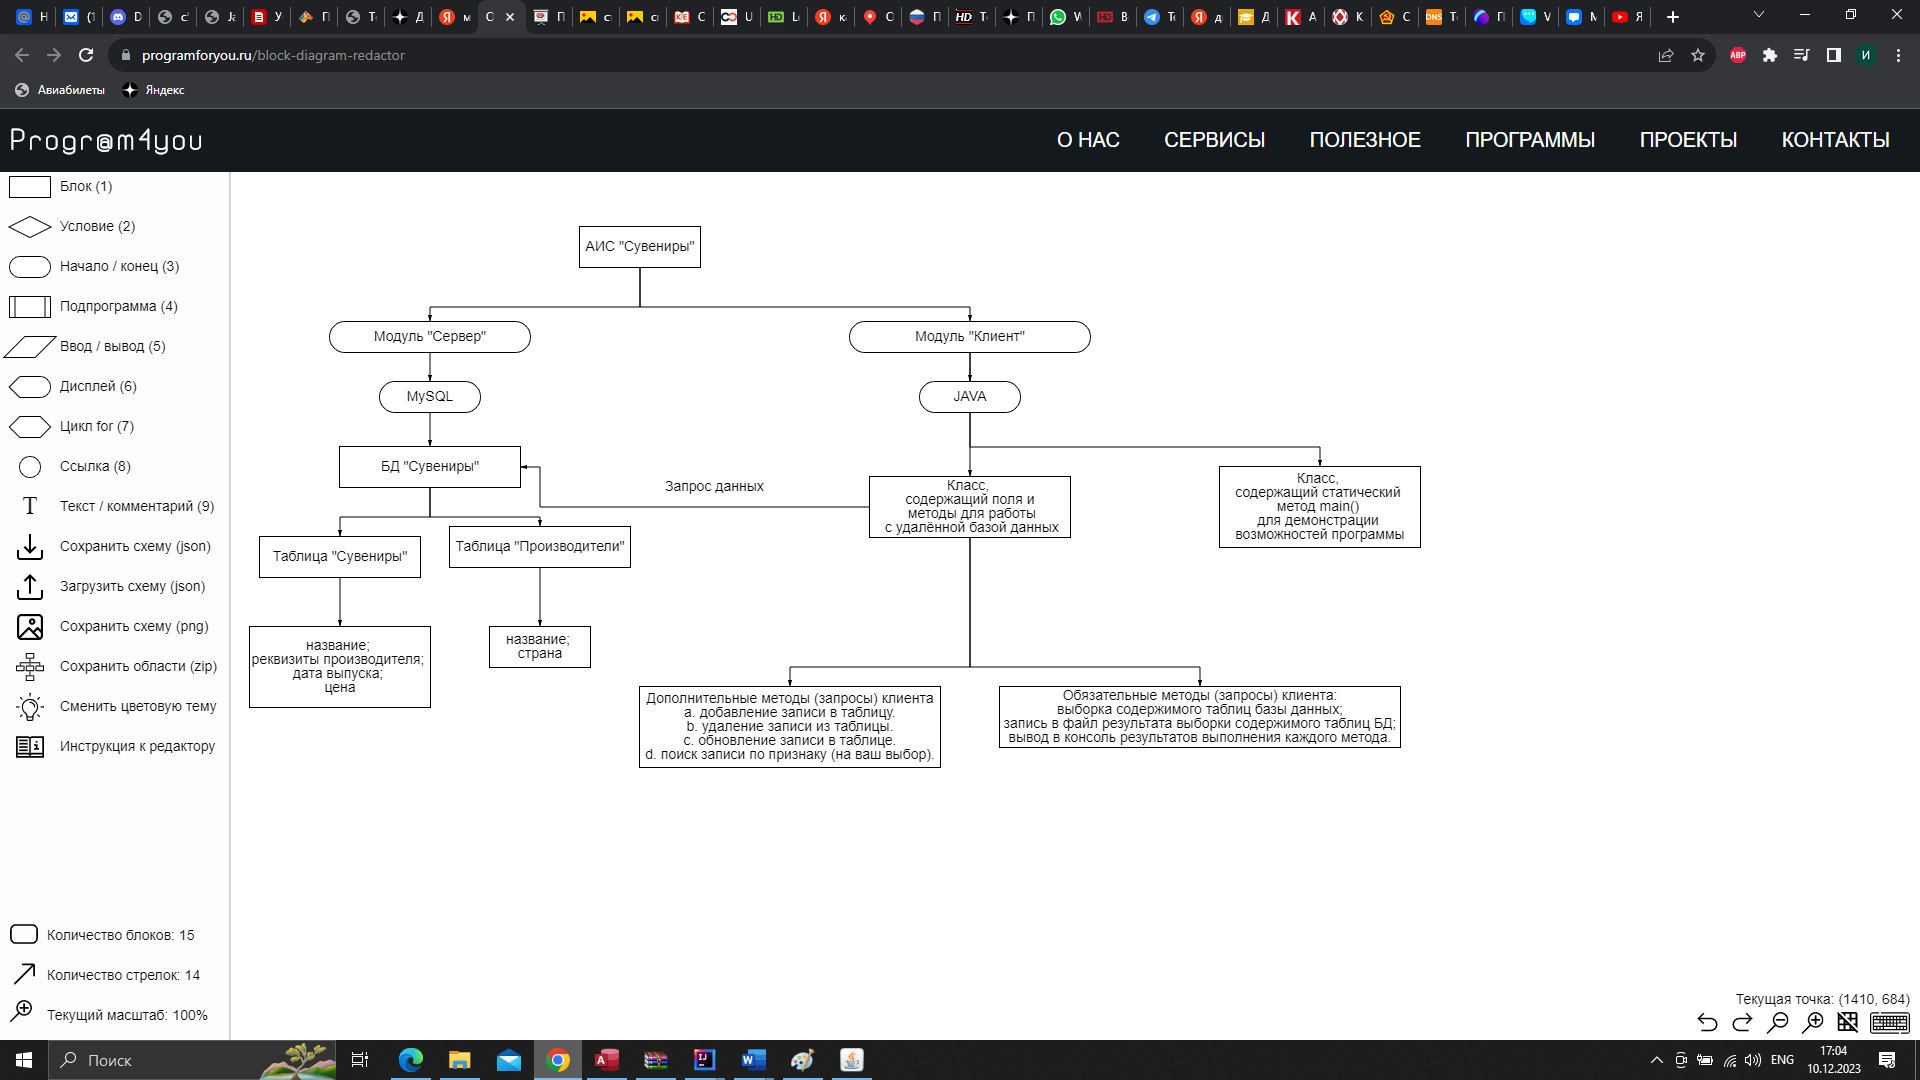 programforyou.ru/block-diagram-redactor
Авиабилеты
Яндекс
Progr@m4you
О НАС
СЕРВИСЫ
ПОЛЕЗНОЕ
ПРОГРАММЫ
ПРОЕКТЫ
КОНТАКТЫ
Блок (1)
Условие (2)
Начало / конец (3)
Подпрограмма (4)
Ввод / вывод (5)
Дисплей (6)
Цикл for (7)
Ссылка (8)
Текст / комментарий (9)
Сохранить схему (json)
Загрузить схему (json)
Сохранить схему (png)
Сохранить области (zip)
Сменить цветовую тему
Инструкция к редактору
Количество блоков: 15
Количество стрелок: 14
Текущий масштаб: 100%
АИС "Сувениры"
Модуль "Сервер"
Модуль "Клиент"
MySQL
JAVA
БД "Сувениры"
Запрос данных
Класс,
содержащий поля и
методы для работы
с удалённой базой данных
Класс,
содержащий статический
метод main()
для демонстрации
возможностей программы
Таблица "Сувениры"
Таблица "Производители"
название;
реквизиты производителя;
дата выпуска;
цена
название;
страна
Дополнительные методы (запросы) клиента
a. добавление записи в таблицу.
b. удаление записи из таблицы.
c. обновление записи в таблице.
d. поиск записи по признаку (на ваш выбор).
Обязательные методы (запросы) клиента:
выборка содержимого таблиц базы данных;
запись в файл результата выборки содержимого таблиц БД;
вывод в консоль результатов выполнения каждого метода.
Текущая точка: (1410, 684)
Поиск
ENG
17:04
10.12.2023